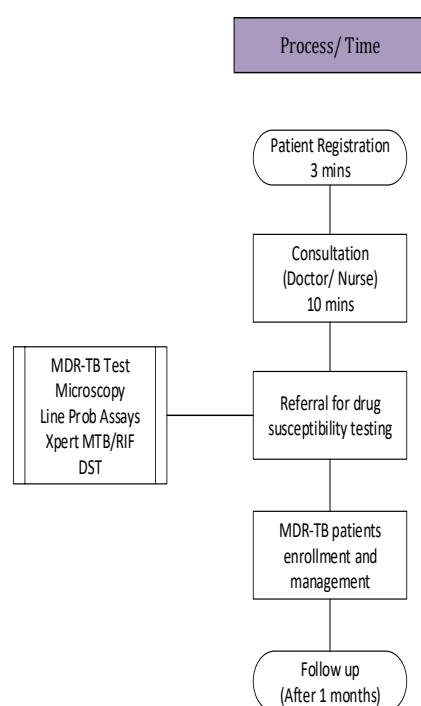 Process/ Time
Patient Registration
3 mins
Consultation
(Doctor/ Nurse)
10 mins
MDR-TB Test
Microscopy
Line Prob Assays
Xpert MTB/RIF
DST
Referral for drug
susceptibility testing
MDR-TB patients
enrollment and
management
Follow up
(After 1 months)